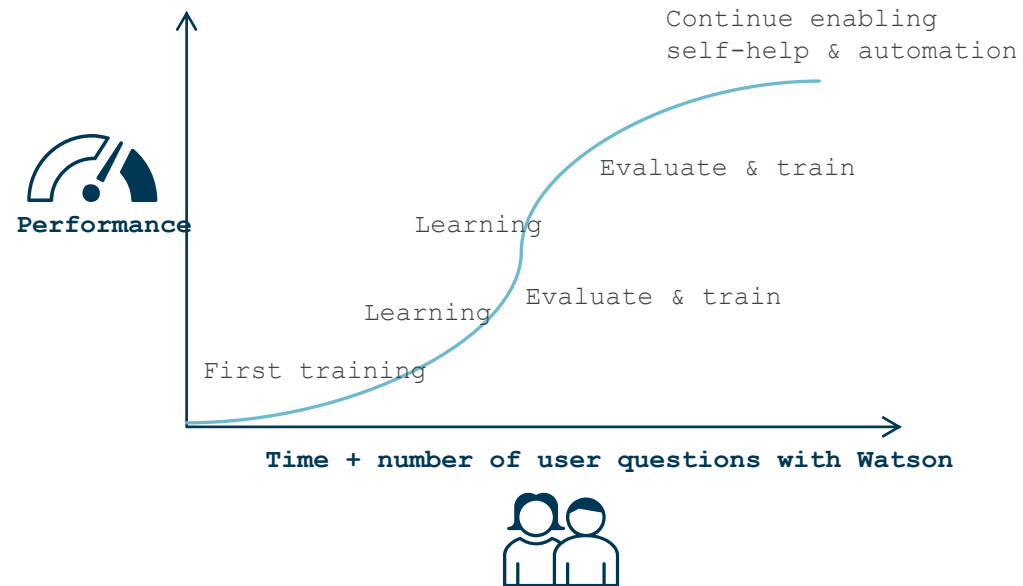 Continue enabling
self-help & automation
Evaluate & train
Performance
Learning
Evaluate & train
Learning
First training
Time + number of user questions with Watson